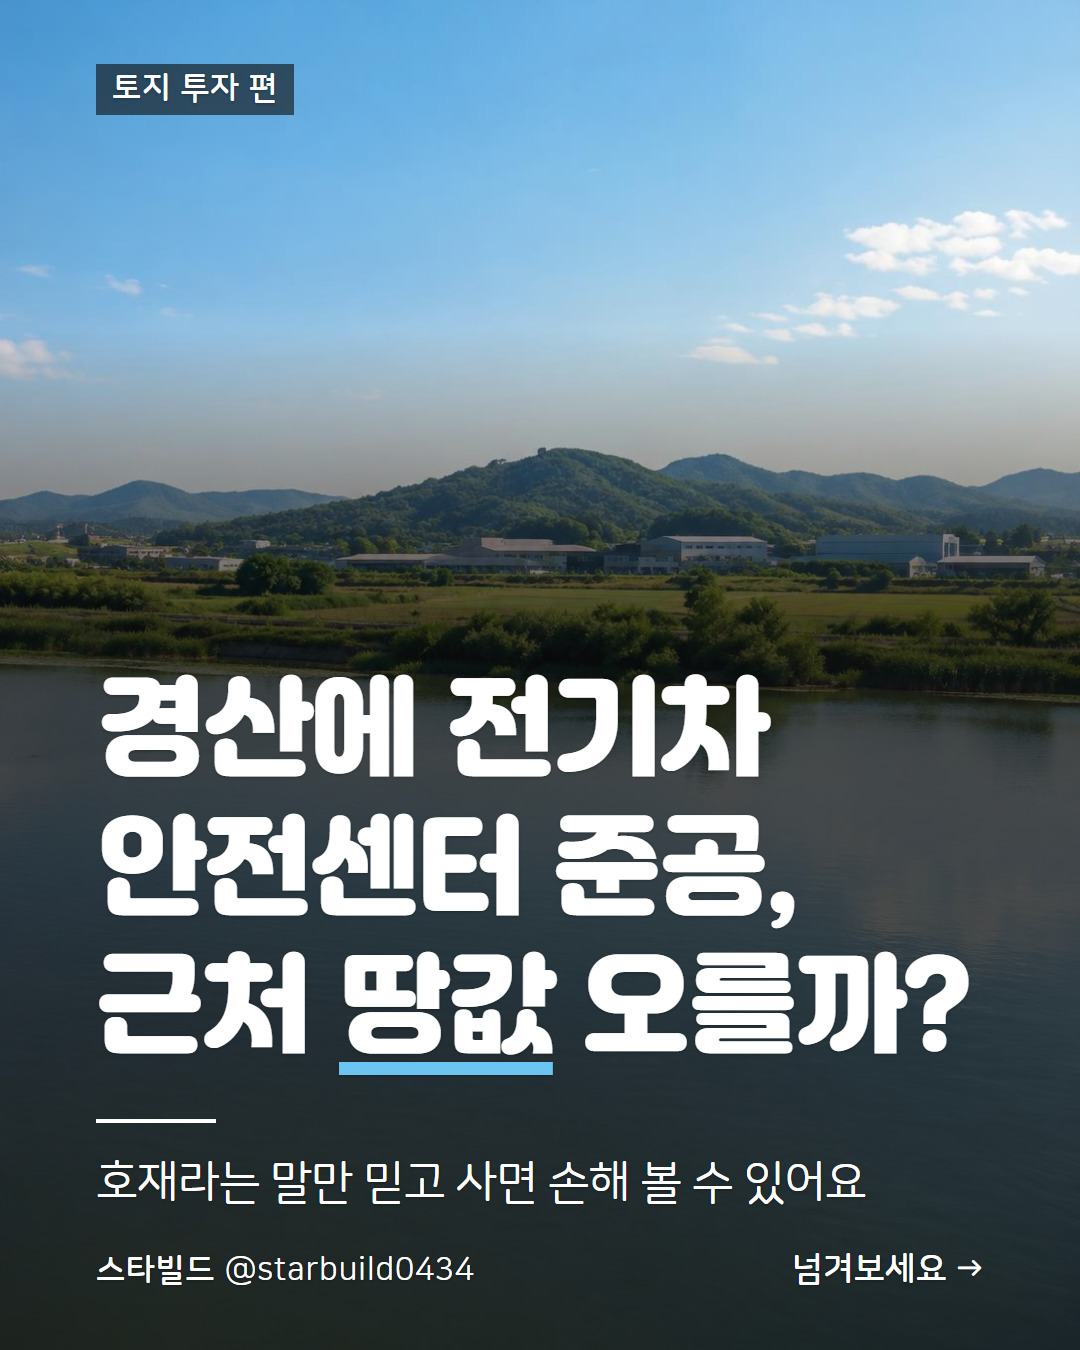 토지 투자 편
경산에 전기차
안전센터 준공,
근처 땅값 오를까?
호재라는 말만 믿고 사면 손해 볼 수 있어요
스타빌드 @starbuild0434
넘겨보세요 →